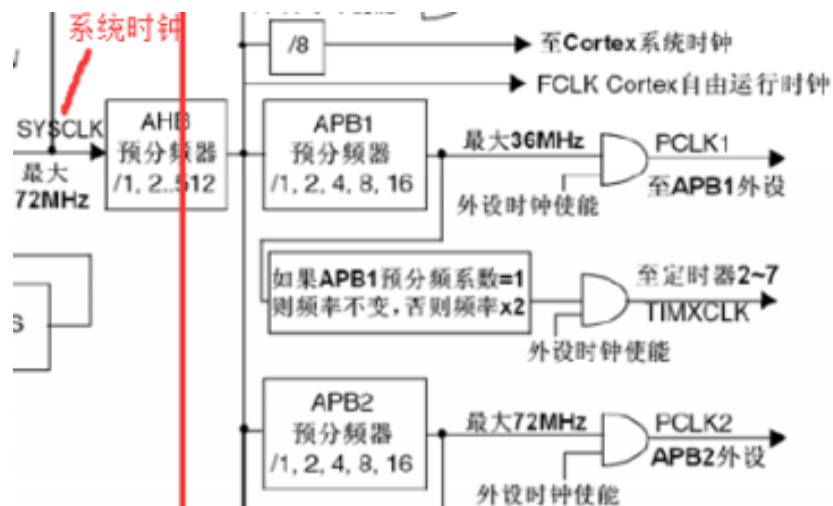 系统时钟
/8
至Cortex系统时钟
FCLK Cortex自由运行时钟
SYSCLK
最大
72MHz
AHB
预分频器
/1, 2..512
APB1
预分频器
/1, 2, 4, 8, 16
最大36MHz
PCLK1
至APB1外设
外设时钟使能
如果APB1预分频系数=1
则频率不变,否则频率x2
至定时器2~7
TIMXCLK
外设时钟使能
S
APB2
预分频器
/1, 2, 4, 8, 16
最大72MHz
PCLK2
APB2外设
外设时钟使能